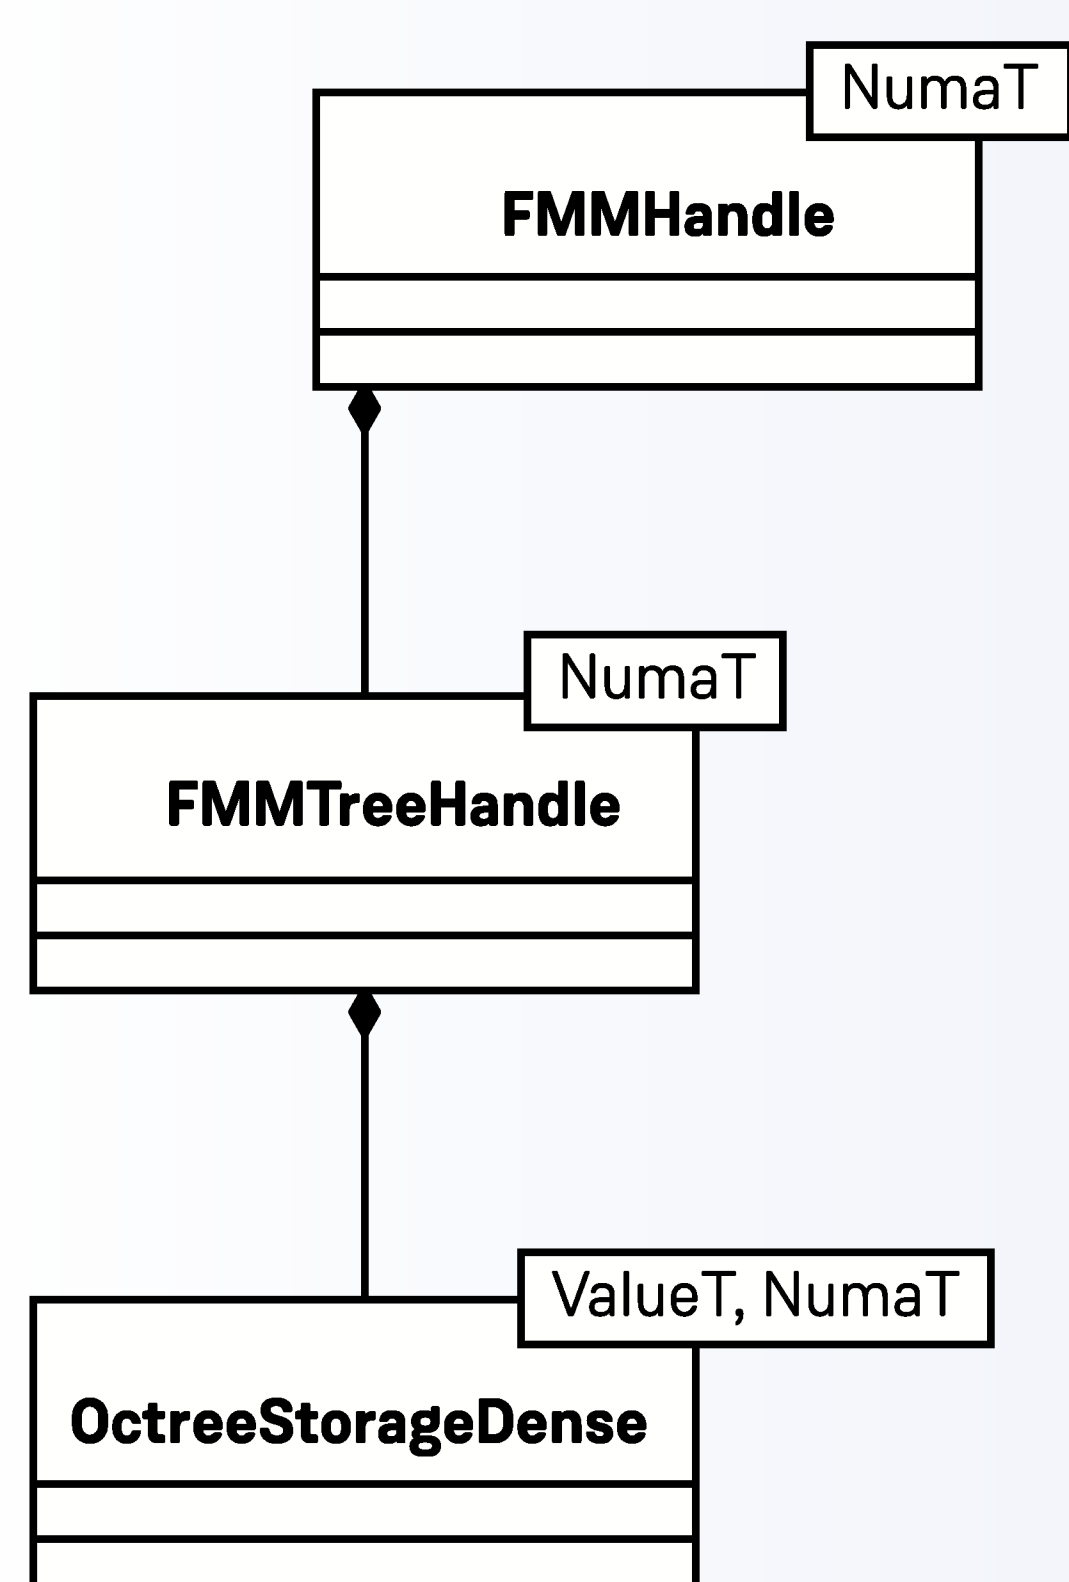 NumaT
FMMHandle
NumaT
FMMTreeHandle
ValueT, NumaT
OctreeStorageDense